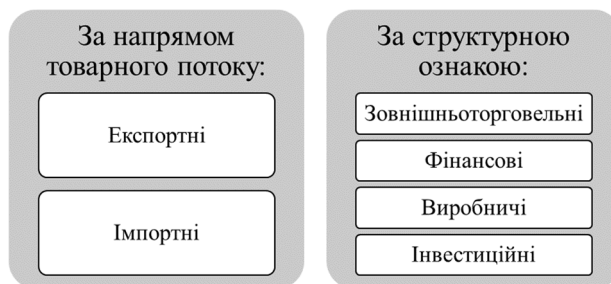 За напрямом
товарного потоку:
Експортні
Імпортні
За структурною
ознакою:
Зовнішньоторговельні
Фінансові
Виробничі
Інвестиційні